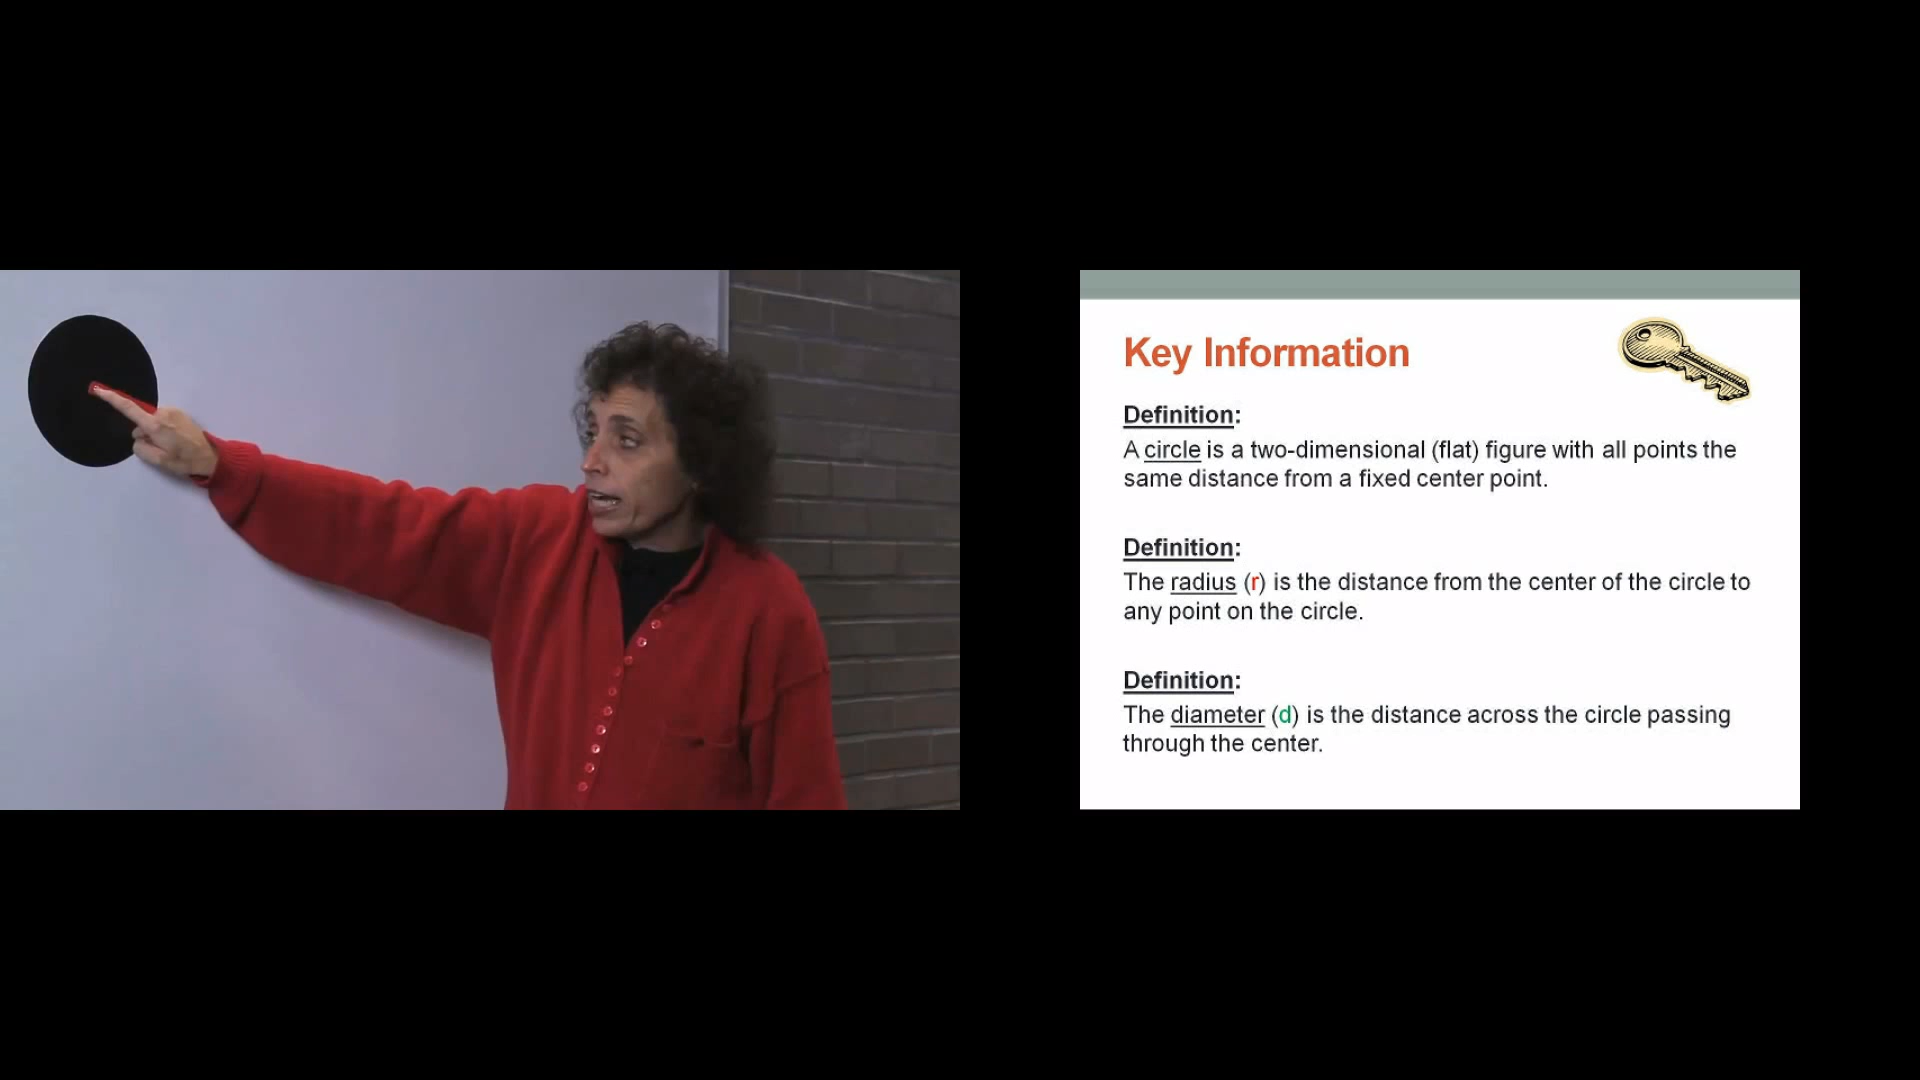 Key Information
Definition:
A circle is a two-dimensional (flat) figure with all points the
same distance from a fixed center point.
Definition:
The radius (r) is the distance from the center of the circle to
any point on the circle.
Definition:
The diameter (d) is the distance across the circle passing
through the center.